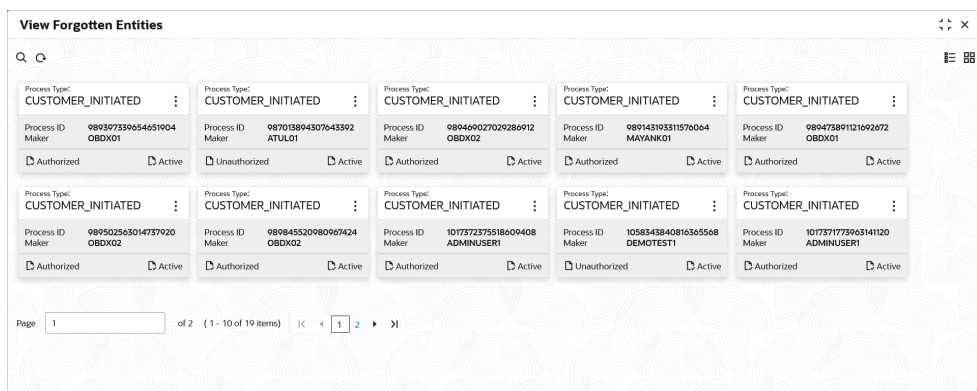 View Forgotten Entities
Process Type:
CUSTOMER_INITIATED
Process ID 989397339654651904
Maker OBDX01
Authorized Active
Process Type:
CUSTOMER_INITIATED
Process ID 987013894307643392
Maker ATUL01
Unauthorized Active
Process Type:
CUSTOMER_INITIATED
Process ID 989469027029286912
Maker OBDX02
Authorized Active
Process Type:
CUSTOMER_INITIATED
Process ID 989143193311576064
Maker MAYANK01
Authorized Active
Process Type:
CUSTOMER_INITIATED
Process ID 989473891121692672
Maker OBDX01
Authorized Active
Process Type:
CUSTOMER_INITIATED
Process ID 989502563014737920
Maker OBDX02
Authorized Active
Process Type:
CUSTOMER_INITIATED
Process ID 989845520980967424
Maker OBDX02
Authorized Active
Process Type:
CUSTOMER_INITIATED
Process ID 1017372375518609408
Maker ADMINUSER1
Authorized Active
Process Type:
CUSTOMER_INITIATED
Process ID 1058343840816365568
Maker DEMOTEST1
Unauthorized Active
Process Type:
CUSTOMER_INITIATED
Process ID 1017371773963141120
Maker ADMINUSER1
Authorized Active
Page 1 of 2 ( 1 - 10 of 19 items) 1 2